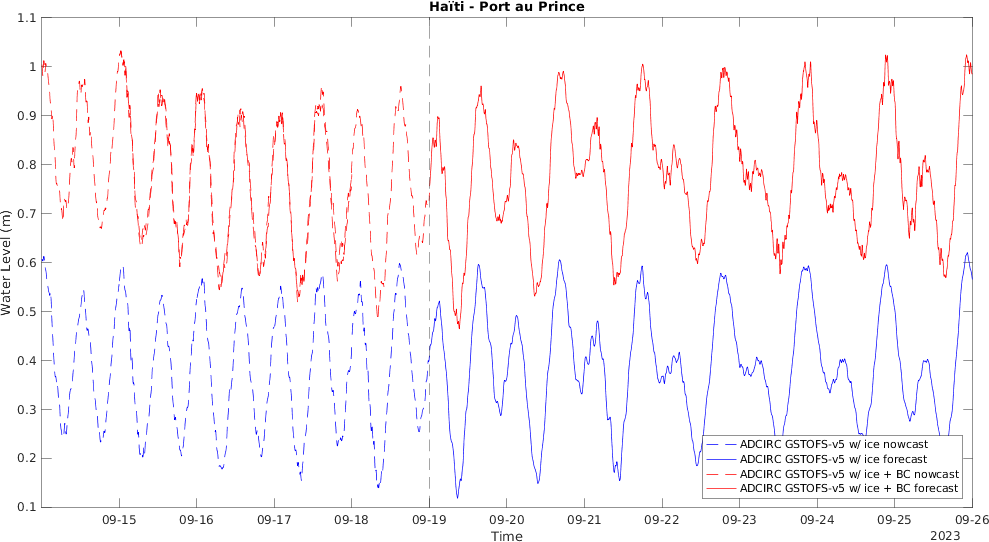 Haïti - Port au Prince
Water Level (m)
1.1
1
0.9
0.8
0.7
0.6
0.5
0.4
0.3
0.2
0.1
ADCIRC GSTOFS-v5 w/ ice nowcast
ADCIRC GSTOFS-v5 w/ ice forecast
ADCIRC GSTOFS-v5 w/ ice + BC nowcast
ADCIRC GSTOFS-v5 w/ ice + BC forecast
09-15 09-16 09-17 09-18 09-19 09-20 09-21 09-22 09-23 09-24 09-25 09-26
Time
2023